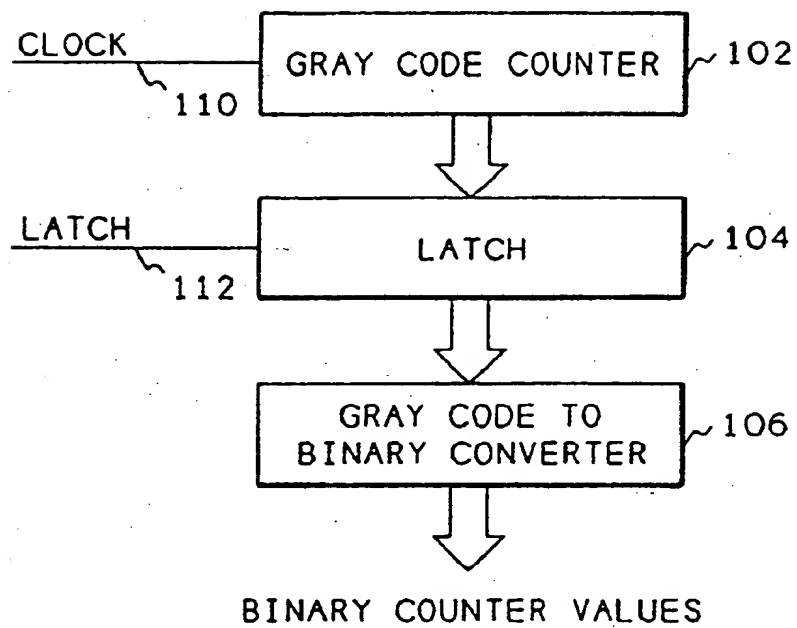 CLOCK
110
GRAY CODE COUNTER
102
LATCH
112
LATCH
104
GRAY CODE TO
BINARY CONVERTER
106
BINARY COUNTER VALUES